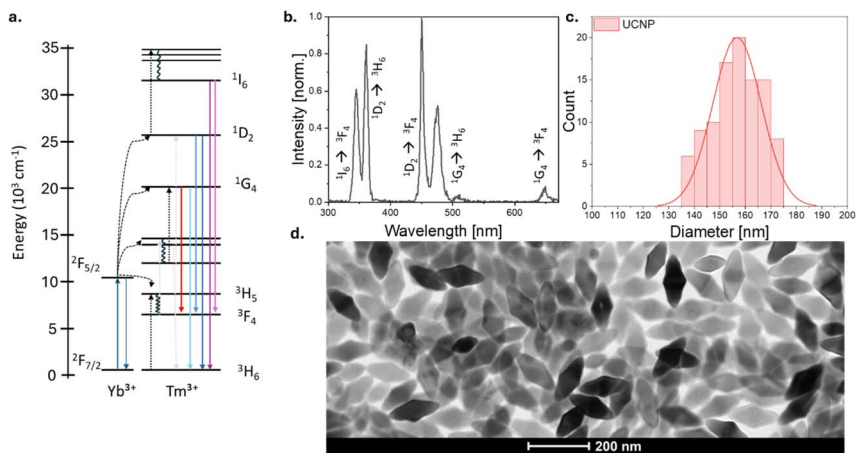 a.
Energy (10³ cm⁻¹)
35
30
25
20
15
10
5
0
²F₅/₂
²F₇/₂
¹I₆
¹D₂
¹G₄
³H₅
³F₄
³H₆
Yb³⁺
Tm³⁺
b.
Intensity [norm.]
1.0
0.8
0.6
0.4
0.2
0.0
¹I₆ → ³F₄
¹D₂ → ³H₆
¹D₂ → ³F₄
¹G₄ → ³H₆
¹G₄ → ³F₄
300 400 500 600
Wavelength [nm]
c.
UCNP
Count
20
15
10
5
0
100 110 120 130 140 150 160 170 180 190 200
Diameter [nm]
d.
200 nm